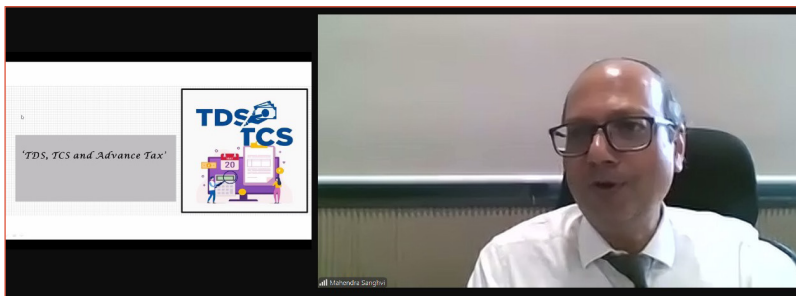 'TDS, TCS and Advance Tax'
TDS
TCS
20
Mahendra Sanghvi